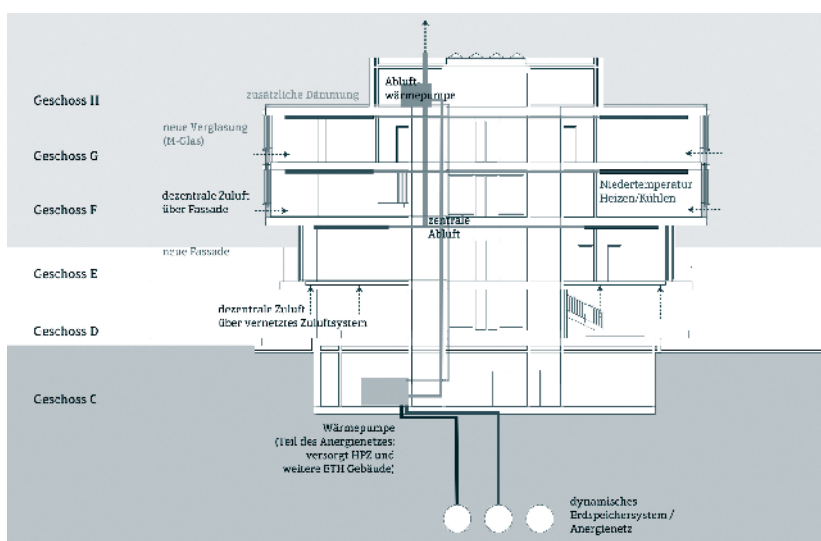 Abluft-
wärmepumpe
Geschoss H
zusätzliche Dämmung
neue Verglasung
(M-Glas)
Geschoss G
Niedertemperatur
Heizen/Kühlen
dezentrale Zuluft
über Fassade
Geschoss F
zentrale
Abluft
neue Fassade
Geschoss E
dezentrale Zuluft
über vernetztes Zuluftsystem
Geschoss D
Geschoss C
Wärmepumpe
(Teil des Anergienetzes:
versorgt HPZ und
weitere ETH Gebäude)
dynamisches
Erdspeichersystem /
Anergienetz